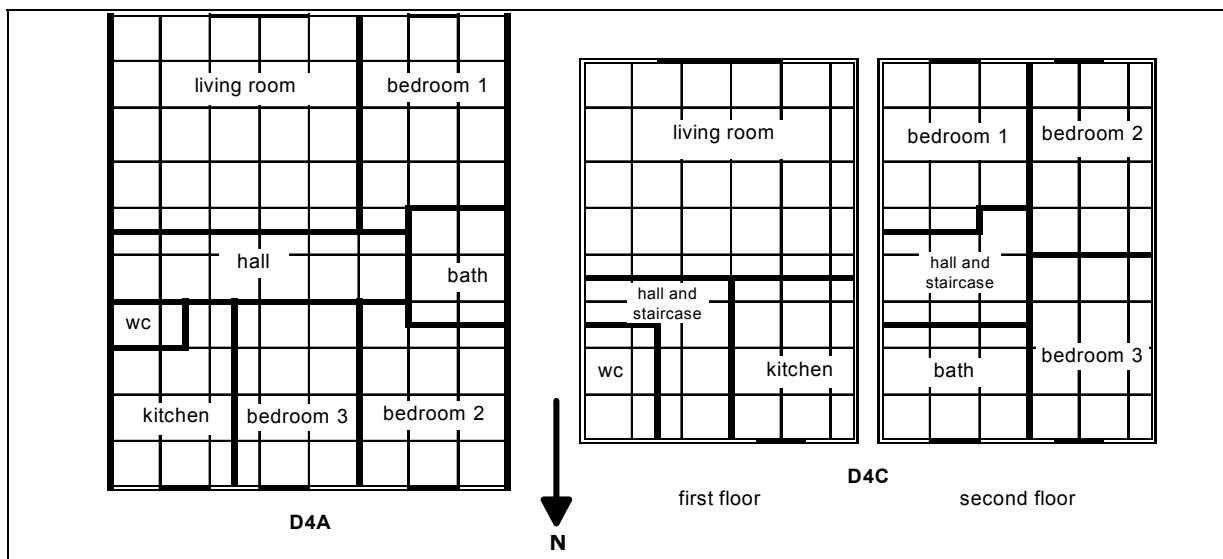 living room
bedroom 1
hall
bath
wc
kitchen
bedroom 3
bedroom 2
D4A
N
living room
hall and
staircase
wc
kitchen
first floor
D4C
bedroom 1
bedroom 2
hall and
staircase
bath
bedroom 3
second floor